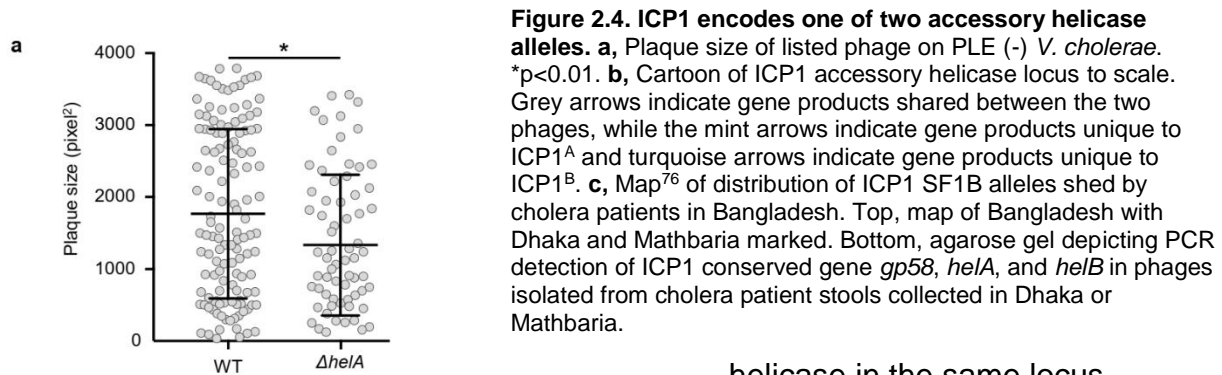 a
4000
3000
2000
1000
0
Plaque size (pixel²)
*
WT
ΔhelA
Figure 2.4. ICP1 encodes one of two accessory helicase
alleles. a, Plaque size of listed phage on PLE (-) V. cholerae.
*p<0.01. b, Cartoon of ICP1 accessory helicase locus to scale.
Grey arrows indicate gene products shared between the two
phages, while the mint arrows indicate gene products unique to
ICP1ᴬ and turquoise arrows indicate gene products unique to
ICP1ᴮ. c, Map⁷⁶ of distribution of ICP1 SF1B alleles shed by
cholera patients in Bangladesh. Top, map of Bangladesh with
Dhaka and Mathbaria marked. Bottom, agarose gel depicting PCR
detection of ICP1 conserved gene gp58, helA, and helB in phages
isolated from cholera patient stools collected in Dhaka or
Mathbaria.
helicase in the same locus